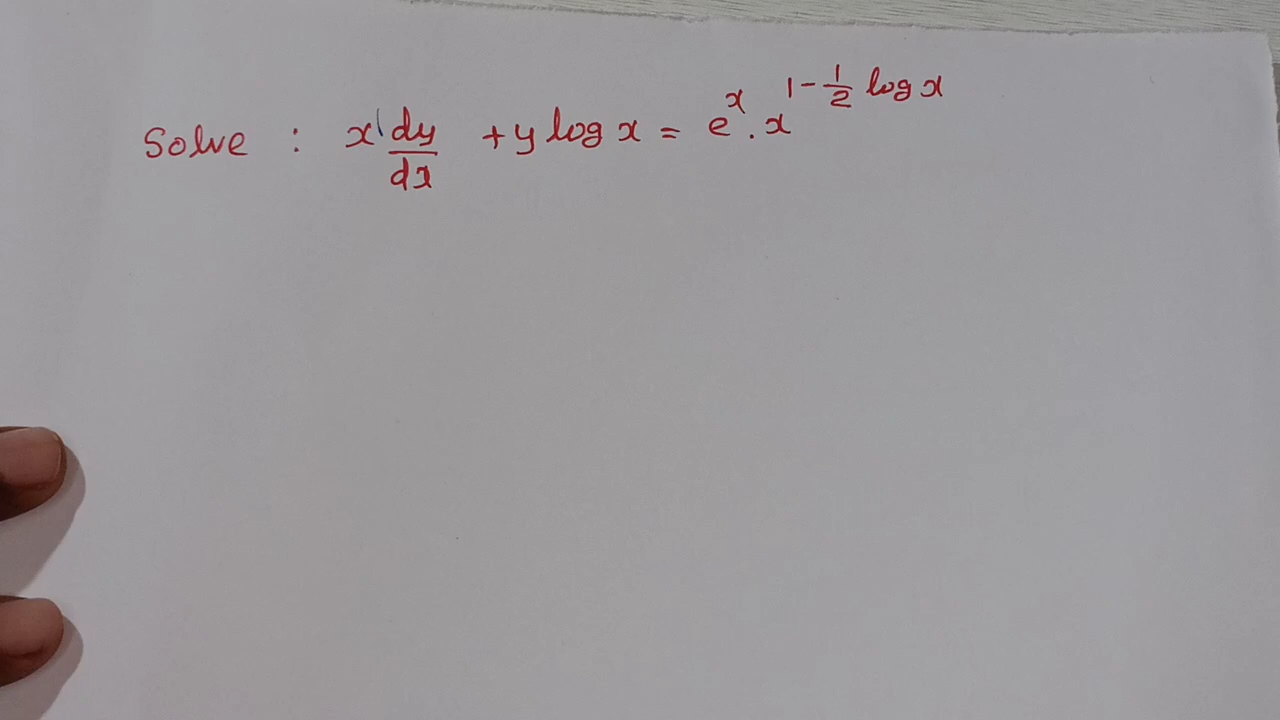 Solve : x dy/dx + y log x = e^x . x^(1 - 1/2 log x)